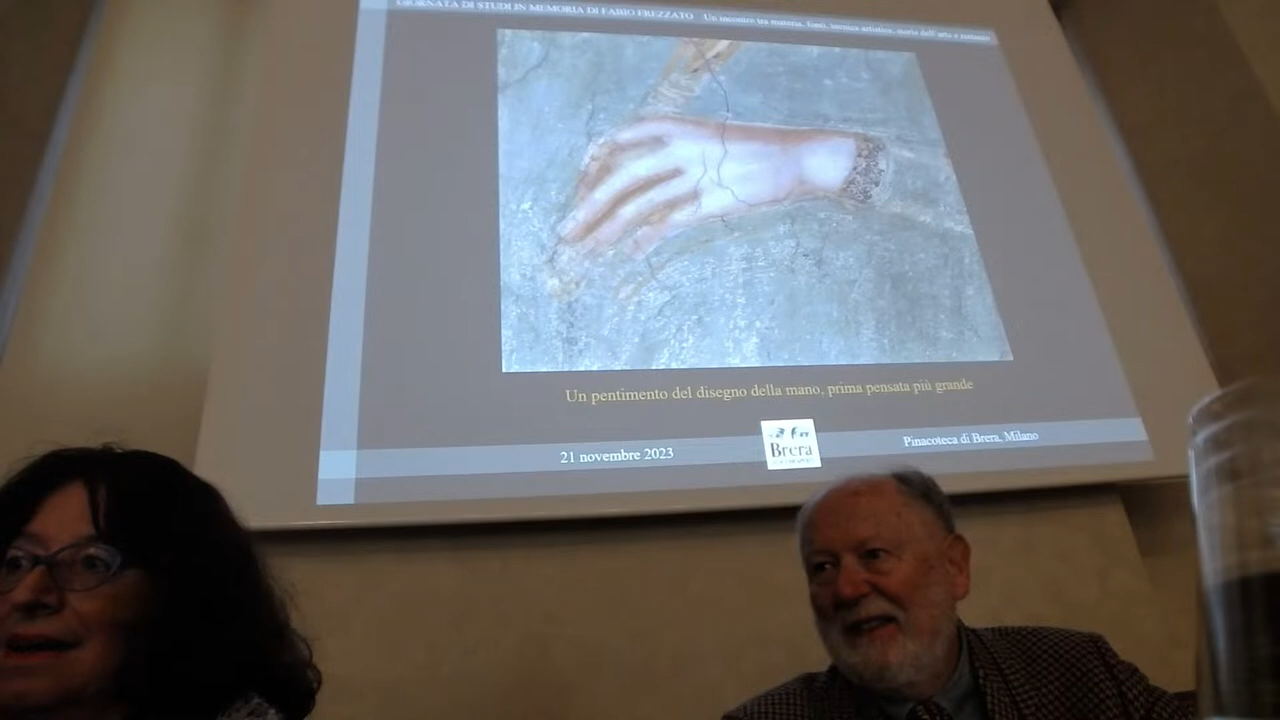 GIORNATA DI STUDI IN MEMORIA DI FABIO FREZZATO Un incontro tra materia, fonti, tecnica artistica, storia dell'arte e restauro
Un pentimento del disegno della mano, prima pensata più grande
21 novembre 2023
Brera
Pinacoteca di Brera, Milano